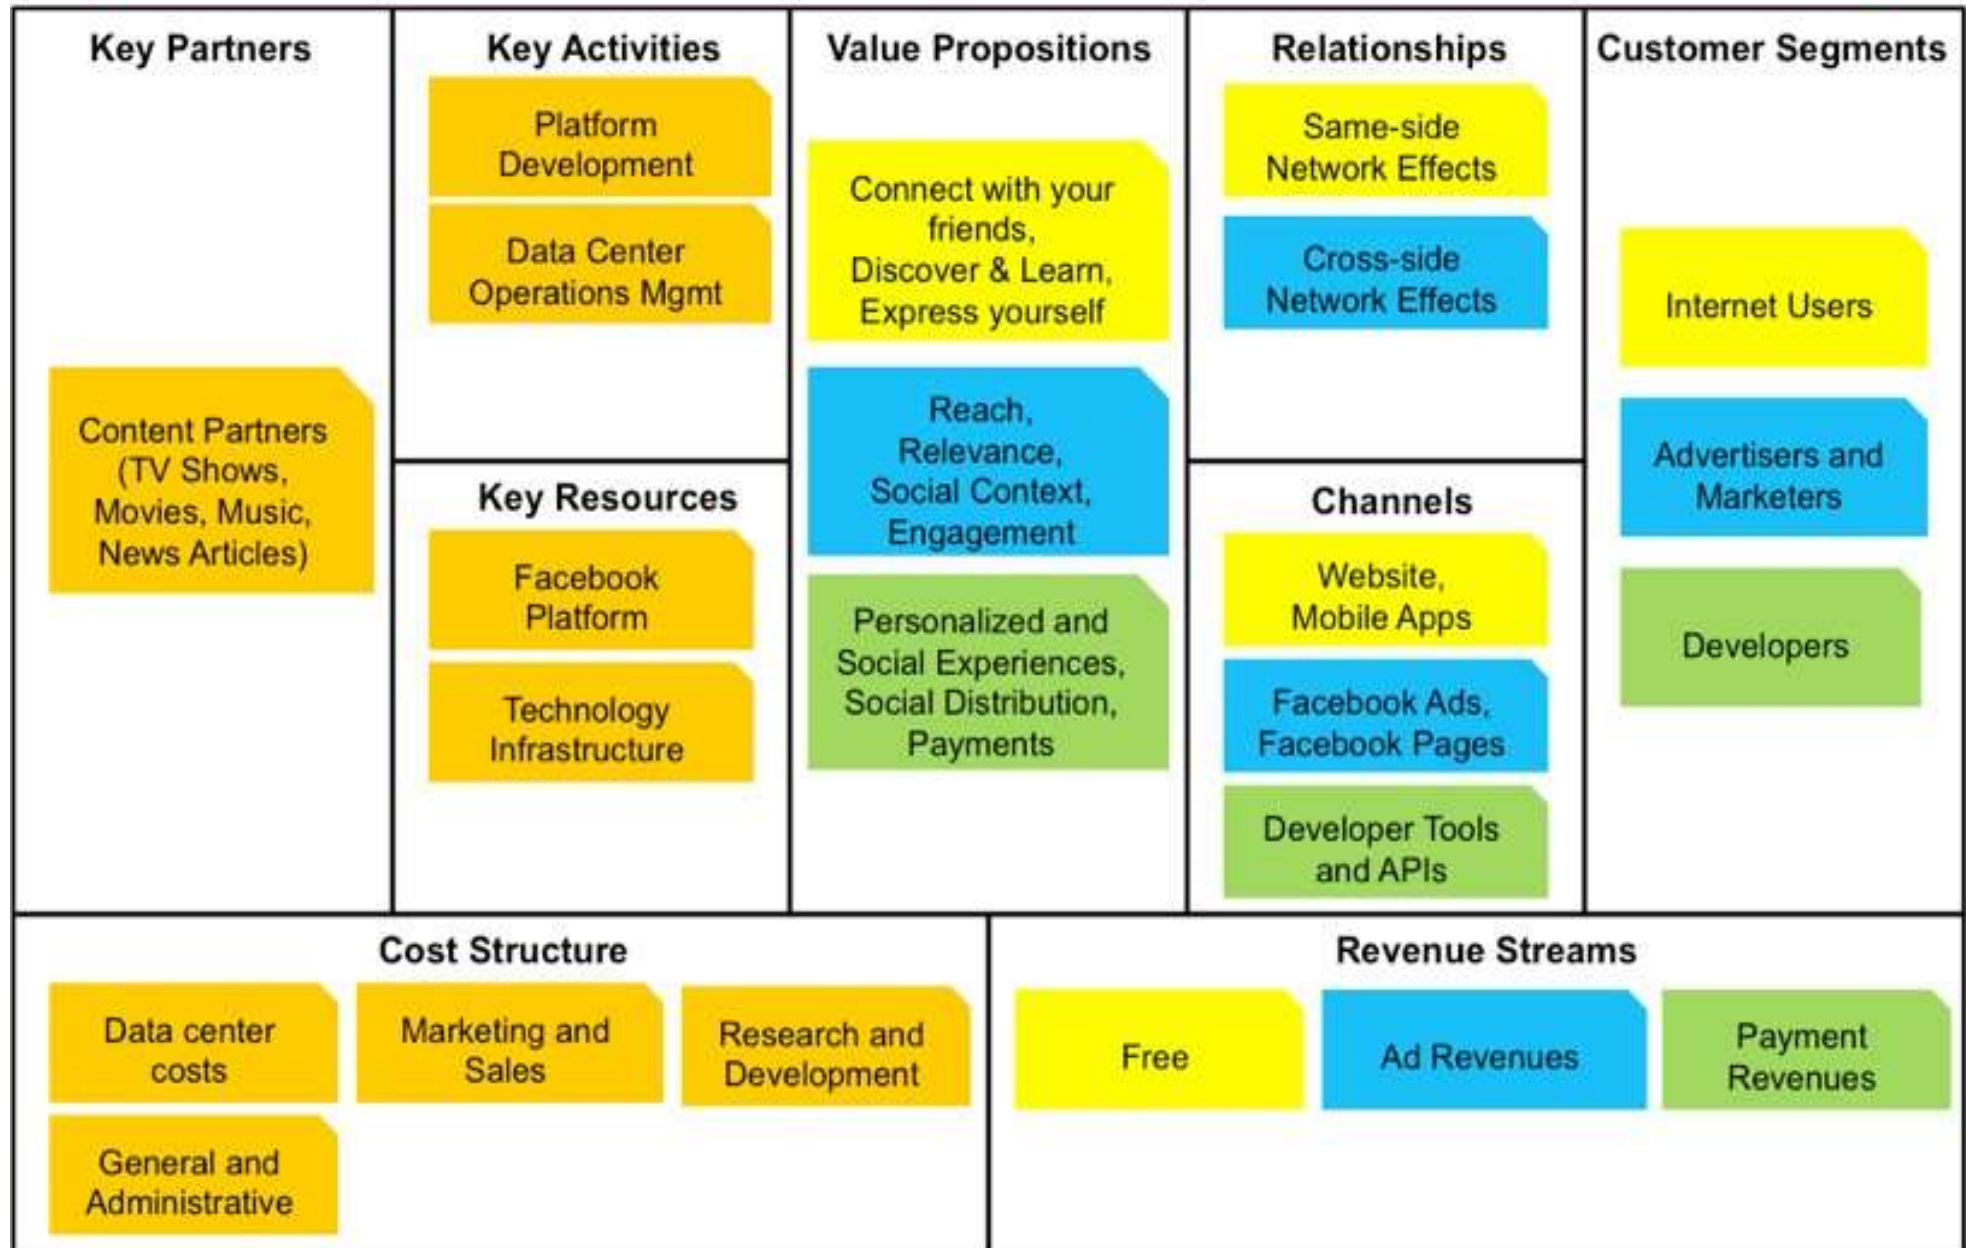 Key Partners
Content Partners
(TV Shows,
Movies, Music,
News Articles)
Key Activities
Platform
Development
Data Center
Operations Mgmt
Key Resources
Facebook
Platform
Technology
Infrastructure
Value Propositions
Connect with your
friends,
Discover & Learn,
Express yourself
Reach,
Relevance,
Social Context,
Engagement
Personalized and
Social Experiences,
Social Distribution,
Payments
Relationships
Same-side
Network Effects
Cross-side
Network Effects
Channels
Website,
Mobile Apps
Facebook Ads,
Facebook Pages
Developer Tools
and APIs
Customer Segments
Internet Users
Advertisers and
Marketers
Developers
Cost Structure
Data center
costs
Marketing and
Sales
Research and
Development
General and
Administrative
Revenue Streams
Free
Ad Revenues
Payment
Revenues